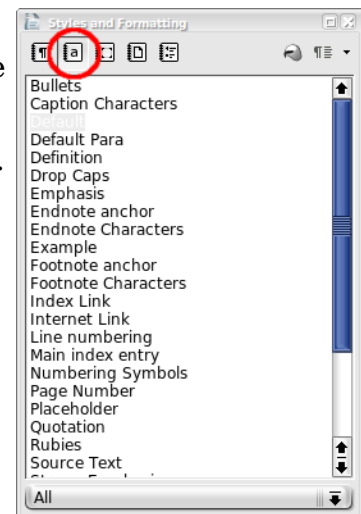 Styles and Formatting
a
e
.
Bullets
Caption Characters
Default
Default Para
Definition
Drop Caps
Emphasis
Endnote anchor
Endnote Characters
Example
Footnote anchor
Footnote Characters
Index Link
Internet Link
Line numbering
Main index entry
Numbering Symbols
Page Number
Placeholder
Quotation
Rubies
Source Text
All